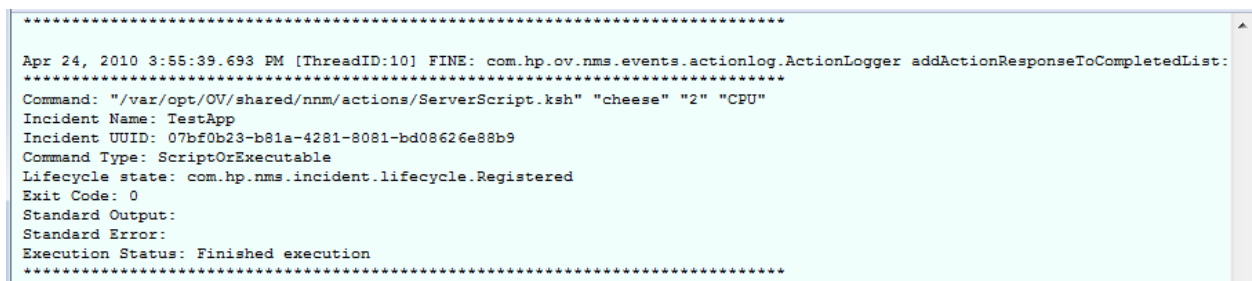 *******************************************************************************
Apr 24, 2010 3:55:39.693 PM [ThreadID:10] FINE: com.hp.ov.nms.events.actionlog.ActionLogger addActionResponseToCompletedList:
*******************************************************************************
Command: "/var/opt/OV/shared/nnm/actions/ServerScript.ksh" "cheese" "2" "CPU"
Incident Name: TestApp
Incident UUID: 07bf0b23-b81a-4281-8081-bd08626e88b9
Command Type: ScriptOrExecutable
Lifecycle state: com.hp.nms.incident.lifecycle.Registered
Exit Code: 0
Standard Output:
Standard Error:
Execution Status: Finished execution
*******************************************************************************